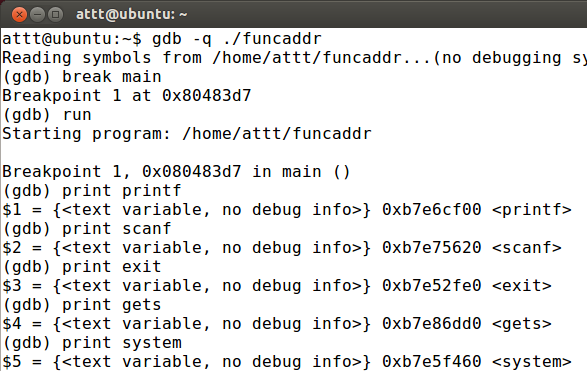 attt@ubuntu: ~
attt@ubuntu:~$ gdb -q ./funcaddr
Reading symbols from /home/attt/funcaddr...(no debugging sy
(gdb) break main
Breakpoint 1 at 0x80483d7
(gdb) run
Starting program: /home/attt/funcaddr
Breakpoint 1, 0x080483d7 in main ()
(gdb) print printf
$1 = {<text variable, no debug info>} 0xb7e6cf00 <printf>
(gdb) print scanf
$2 = {<text variable, no debug info>} 0xb7e75620 <scanf>
(gdb) print exit
$3 = {<text variable, no debug info>} 0xb7e52fe0 <exit>
(gdb) print gets
$4 = {<text variable, no debug info>} 0xb7e86dd0 <gets>
(gdb) print system
$5 = {<text variable, no debug info>} 0xb7e5f460 <system>